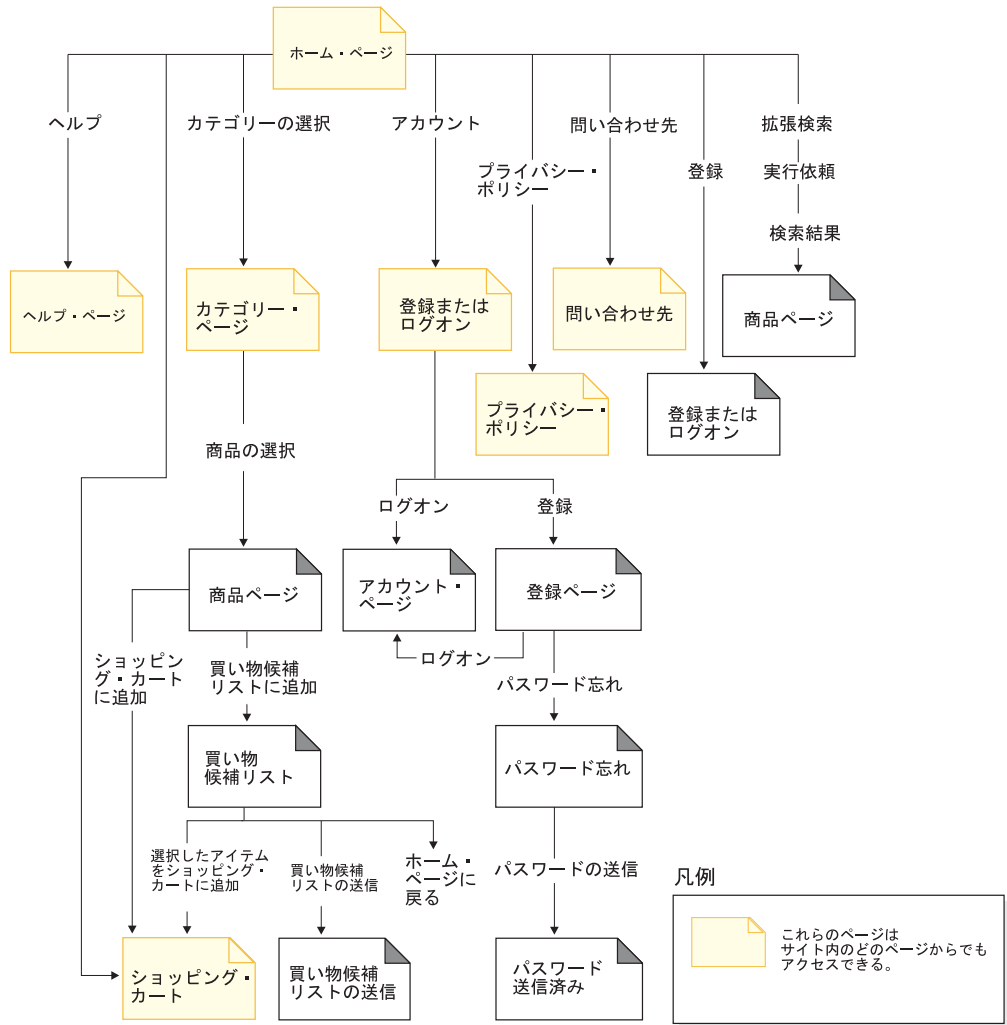 ホーム・ページ
ヘルプ
カテゴリーの選択
アカウント
プライバシー・
ポリシー
問い合わせ先
登録
拡張検索
実行依頼
検索結果
ヘルプ・ページ
カテゴリー・
ページ
登録または
ログオン
問い合わせ先
商品ページ
プライバシー・
ポリシー
登録または
ログオン
商品の選択
ログオン
登録
商品ページ
アカウント・
ページ
登録ページ
ログオン
ショッピン
グ・カート
に追加
買い物候補
リストに追加
パスワード忘れ
買い物
候補リスト
パスワード忘れ
選択したアイテム
をショッピング・
カートに追加
買い物候補
リストの送信
ホーム・
ページに
戻る
パスワードの送信
ショッピング・
カート
買い物候補
リストの送信
パスワード
送信済み
凡例
これらのページは
サイト内のどのページからでも
アクセスできる。